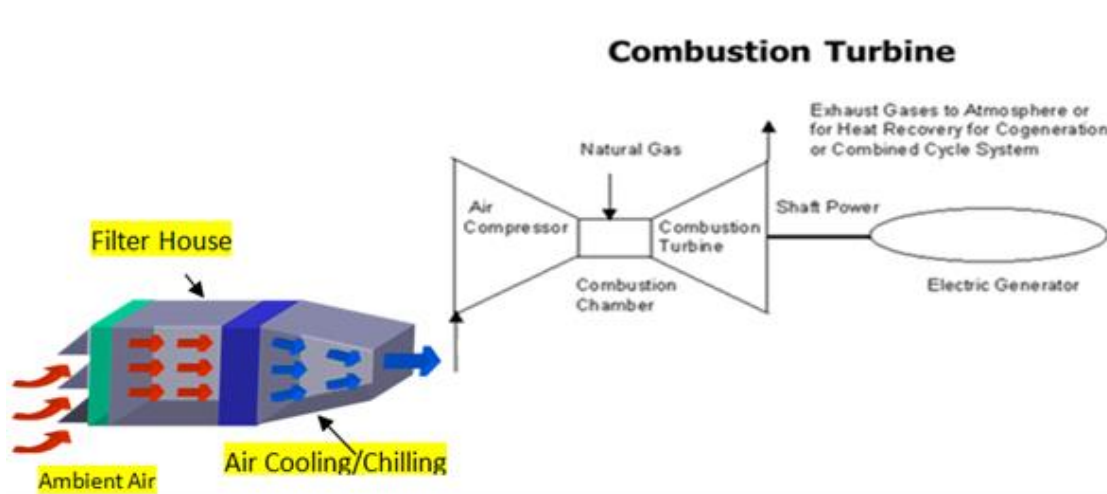 Combustion Turbine
Exhaust Gases to Atmosphere or
for Heat Recovery for Cogeneration
or Combined Cycle System
Natural Gas
Air
Compressor
Combustion
Turbine
Shaft Power
Combustion
Chamber
Electric Generator
Filter House
Air Cooling/Chilling
Ambient Air